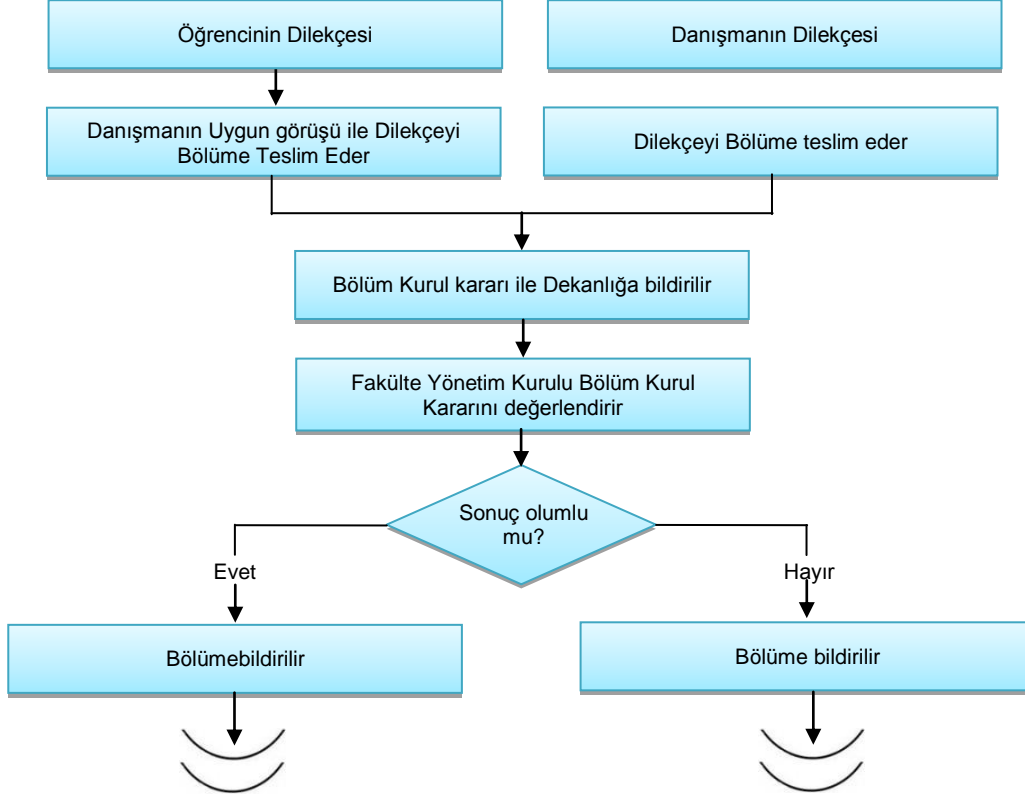 Öğrencinin Dilekçesi
Danışmanın Dilekçesi
Danışmanın Uygun görüşü ile Dilekçeyi
Bölüme Teslim Eder
Dilekçeyi Bölüme teslim eder
Bölüm Kurul kararı ile Dekanlığa bildirilir
Fakülte Yönetim Kurulu Bölüm Kurul
Kararını değerlendirir
Sonuç olumlu
mu?
Evet
Hayır
Bölümebildirilir
Bölüme bildirilir